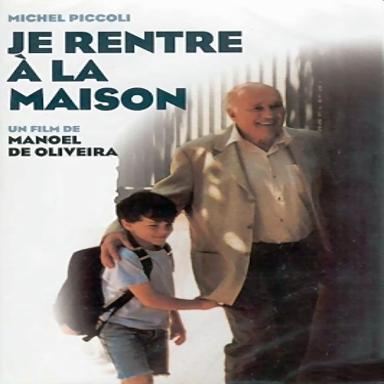 MICHEL PICCOLI
JE RENTRE
À LA
MAISON
UN FILM DE
MANOEL
DE OLIVEIRA